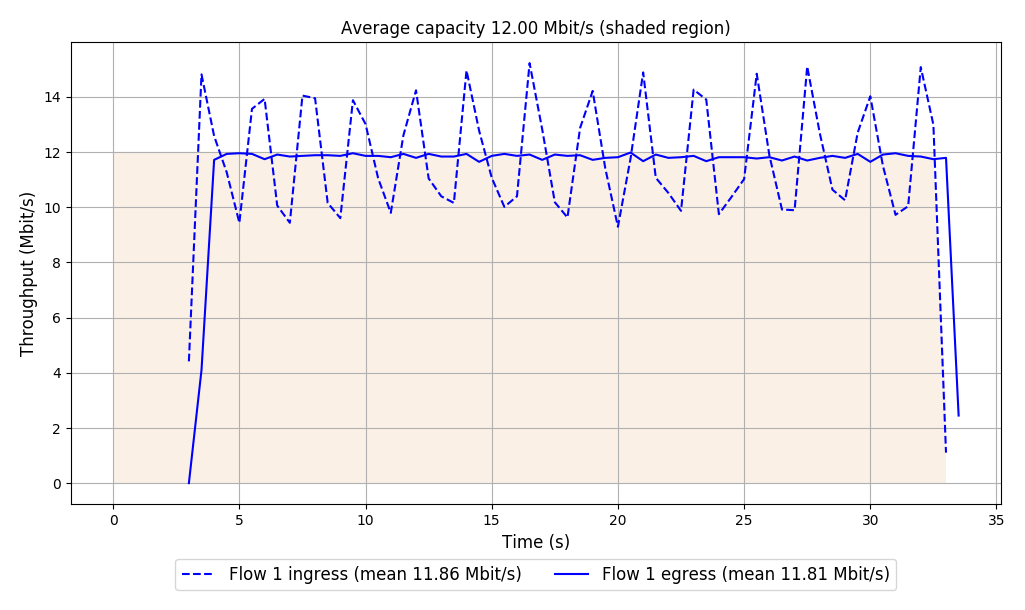 Average capacity 12.00 Mbit/s (shaded region)
Throughput (Mbit/s)
14
12
10
8
6
4
2
0
0 5 10 15 20 25 30 35
Time (s)
Flow 1 ingress (mean 11.86 Mbit/s) Flow 1 egress (mean 11.81 Mbit/s)